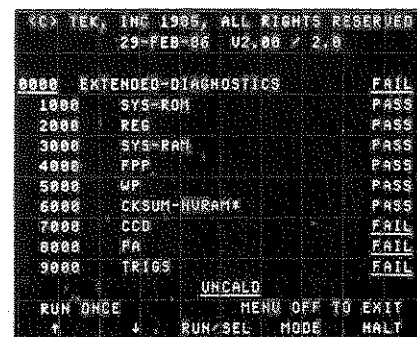 <C> TEK, INC 1986, ALL RIGHTS RESERVED
29-FEB-86 V2.00 / 2.0
0000 EXTENDED-DIAGNOSTICS FAIL
1000 SYS-ROM PASS
2000 REG PASS
3000 SYS-RAM PASS
4000 FPP PASS
5000 WP PASS
6000 CKSUM-NVRAM* PASS
7000 CCD FAIL
8000 PA FAIL
9000 TRIGS FAIL
UNCALD
RUN ONCE MENU OFF TO EXIT
↑ ↓ RUN/SEL MODE HALT